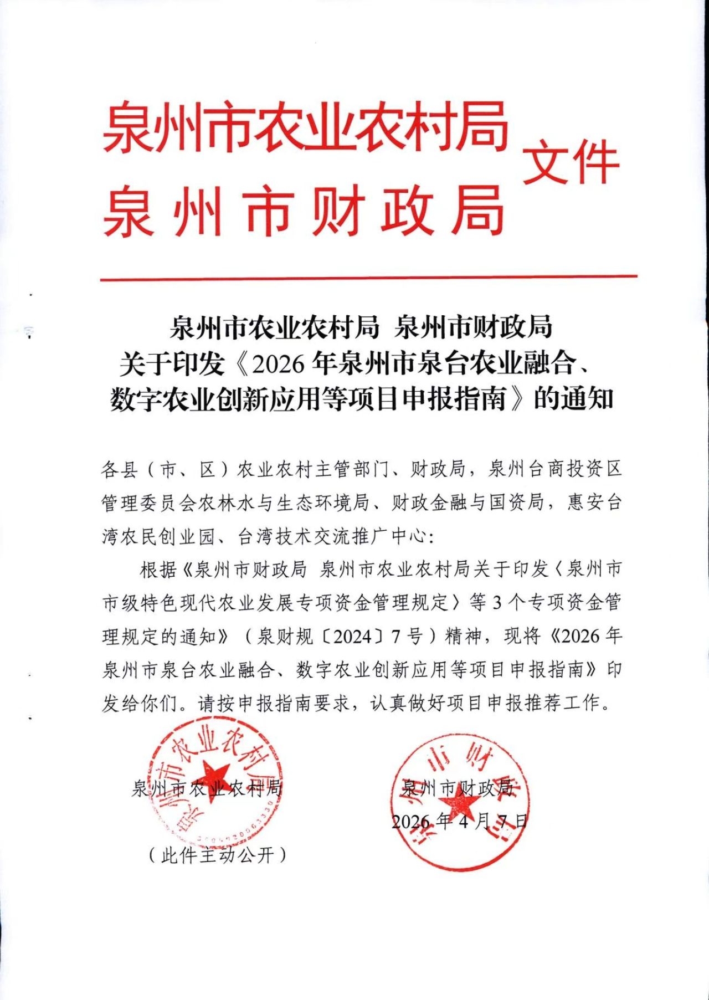 泉州市农业农村局
文件
泉州市财政局
泉州市农业农村局 泉州市财政局
关于印发《2026年泉州市泉台农业融合、
数字农业创新应用等项目申报指南》的通知
各县（市、区）农业农村主管部门、财政局，泉州台商投资区
管理委员会农林水与生态环境局、财政金融与国资局，惠安台
湾农民创业园、台湾技术交流推广中心：
根据《泉州市财政局 泉州市农业农村局关于印发〈泉州市
市级特色现代农业发展专项资金管理规定〉等3个专项资金管
理规定的通知》（泉财规〔2024〕7号）精神，现将《2026年
泉州市泉台农业融合、数字农业创新应用等项目申报指南》印
发给你们。请按申报指南要求，认真做好项目申报推荐工作。
泉州市农业农村局
泉州市财政局
泉州市农业农村局 泉州市财政局
2026年4月7日
（此件主动公开）